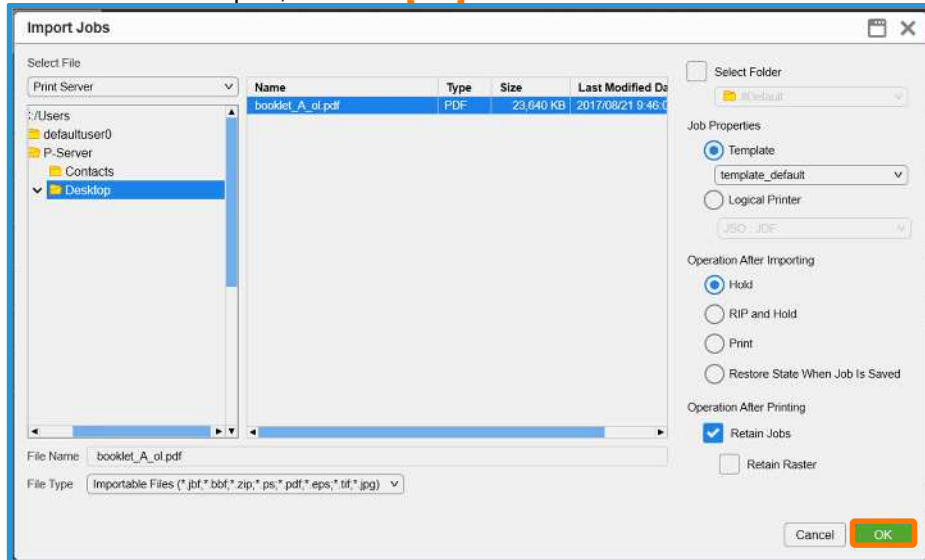 Import Jobs
Select File
Print Server
:/Users
defaultuser0
P-Server
Contacts
Desktop
Name Type Size Last Modified Da
booklet_A_ol.pdf PDF 23,640 KB 2017/08/21 9:46:0
File Name booklet_A_ol.pdf
File Type Importable Files (*.jbf,*.bbf,*.zip,*.ps;*.pdf,*.eps,*.tif,*.jpg)
Select Folder
#Default
Job Properties
Template
template_default
Logical Printer
JSO : JDF
Operation After Importing
Hold
RIP and Hold
Print
Restore State When Job Is Saved
Operation After Printing
Retain Jobs
Retain Raster
Cancel OK